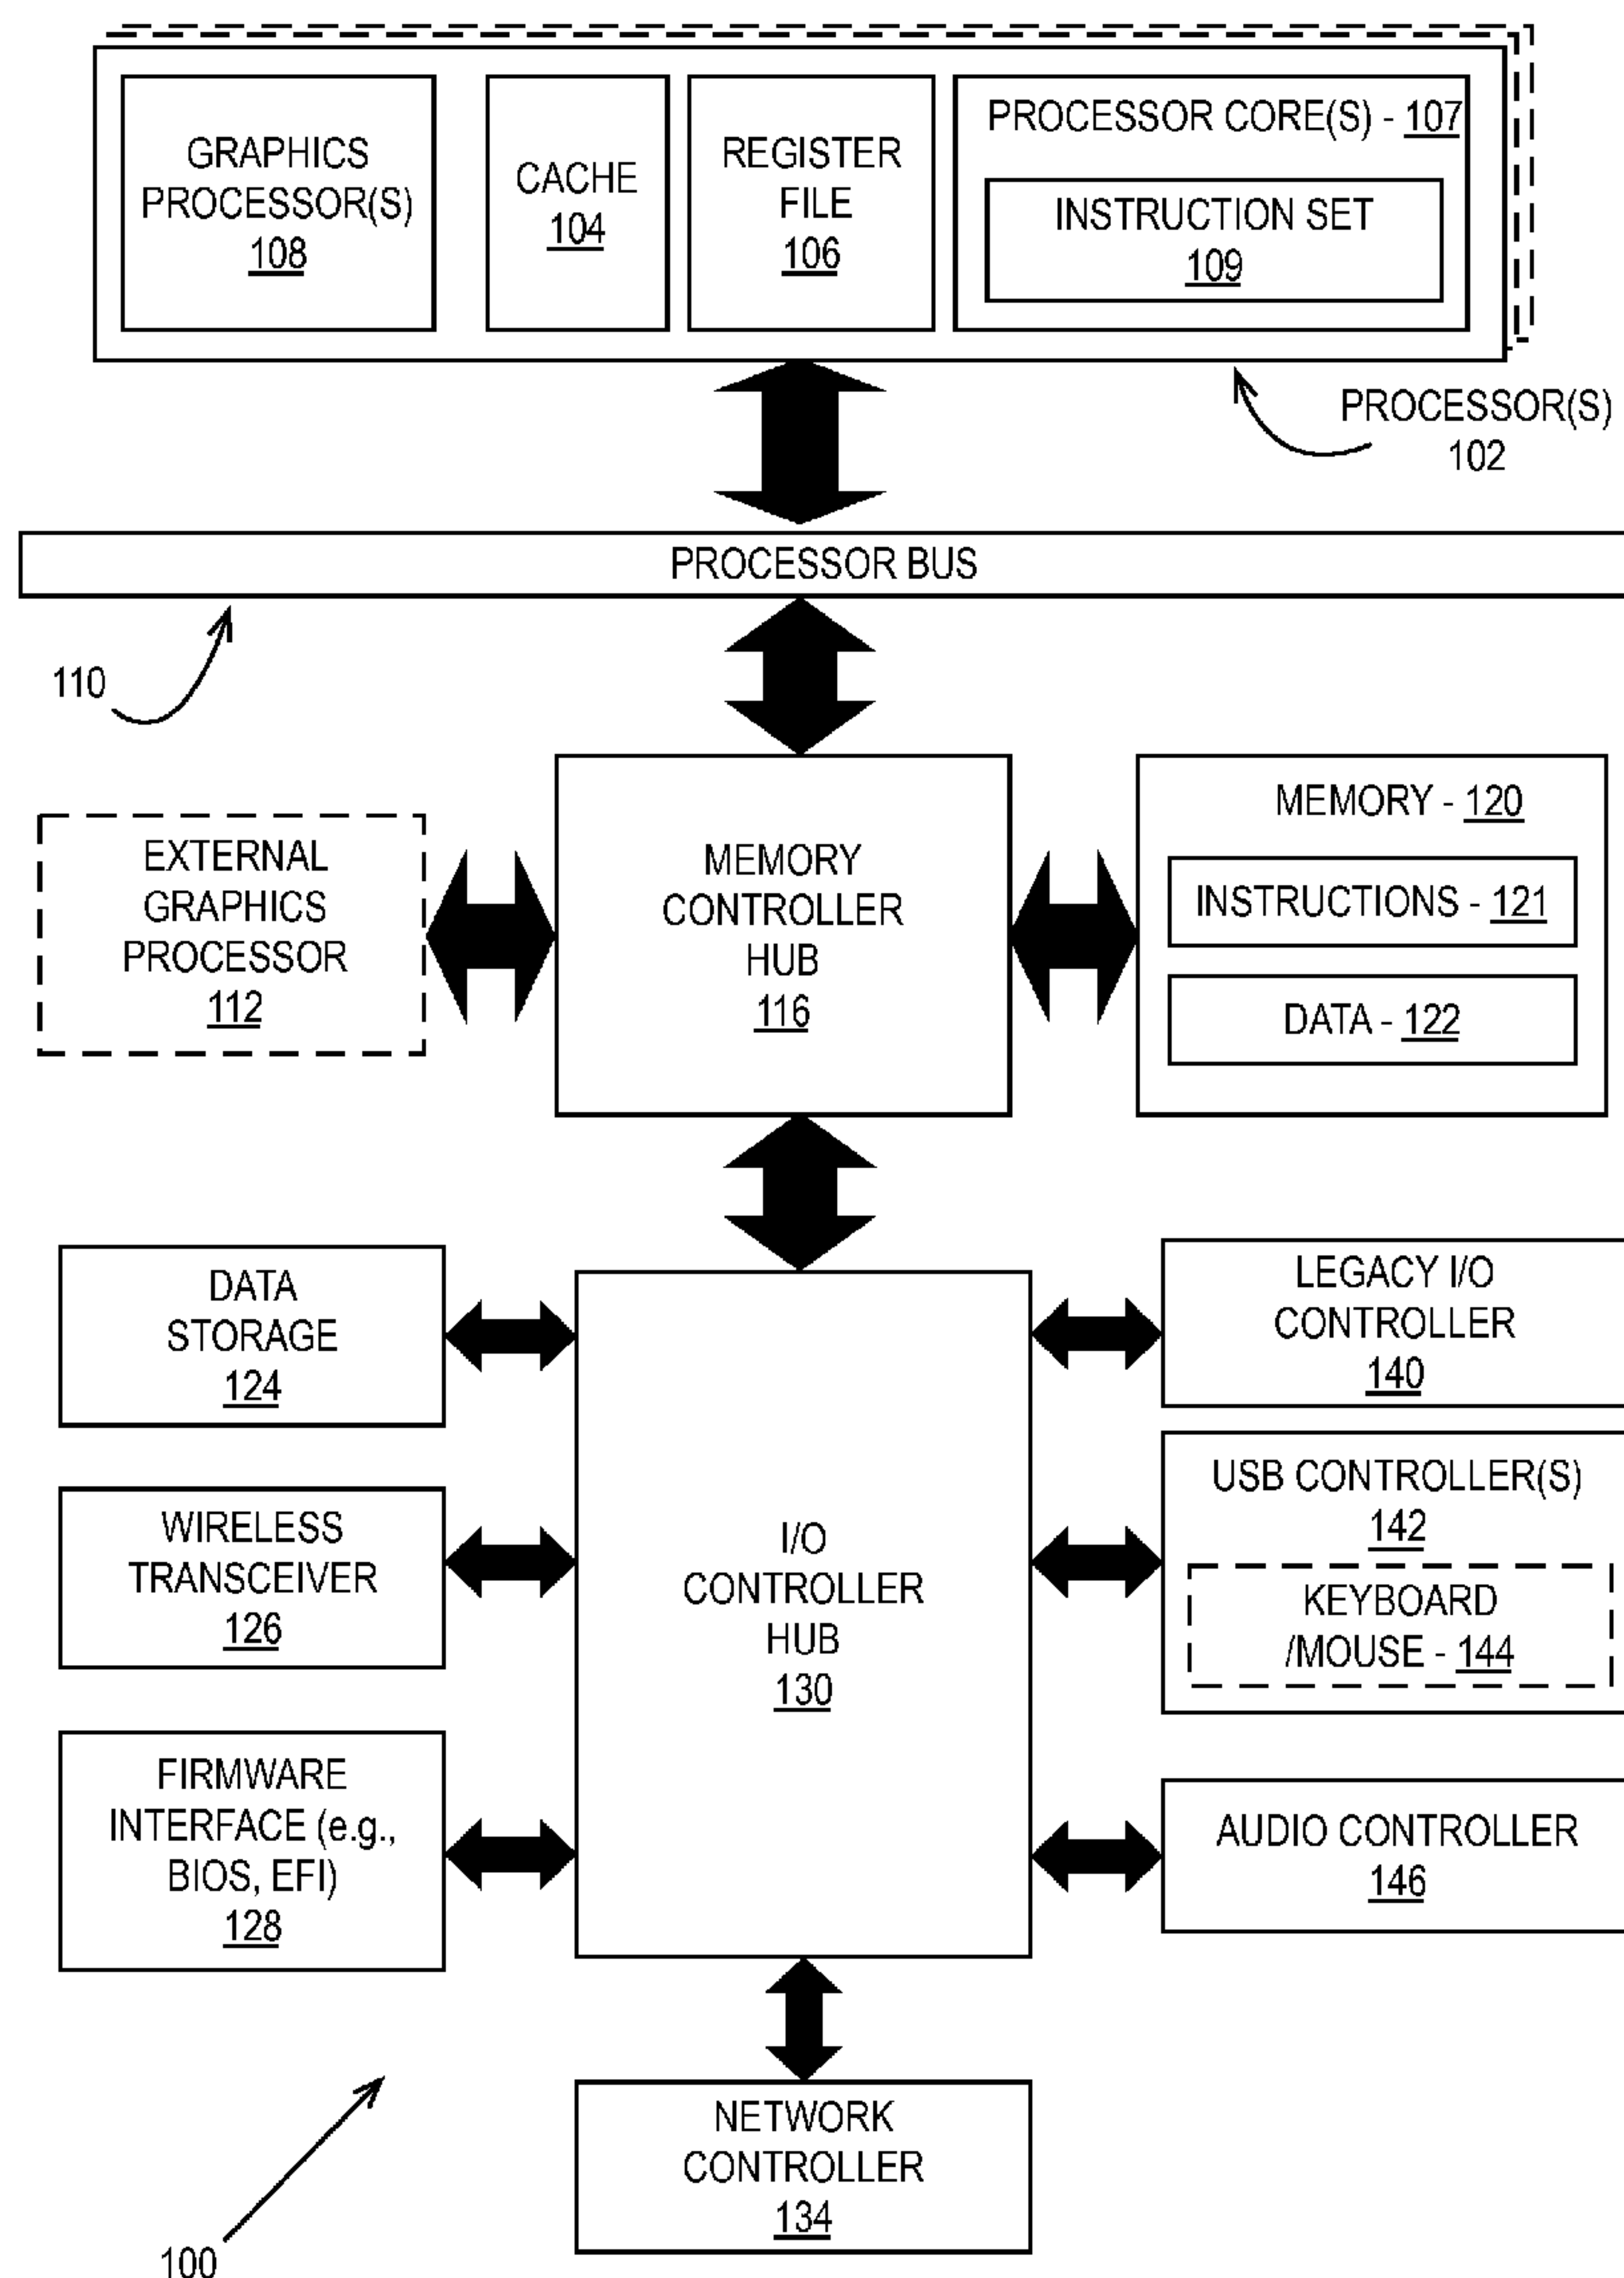 GRAPHICS
PROCESSOR(S)
108
CACHE
104
REGISTER
FILE
106
PROCESSOR CORE(S) - 107
INSTRUCTION SET
109
PROCESSOR(S)
102
PROCESSOR BUS
110
EXTERNAL
GRAPHICS
PROCESSOR
112
MEMORY
CONTROLLER
HUB
116
MEMORY - 120
INSTRUCTIONS - 121
DATA - 122
DATA
STORAGE
124
WIRELESS
TRANSCEIVER
126
FIRMWARE
INTERFACE (e.g.,
BIOS, EFI)
128
I/O
CONTROLLER
HUB
130
LEGACY I/O
CONTROLLER
140
USB CONTROLLER(S)
142
KEYBOARD
/MOUSE - 144
AUDIO CONTROLLER
146
NETWORK
CONTROLLER
134
100